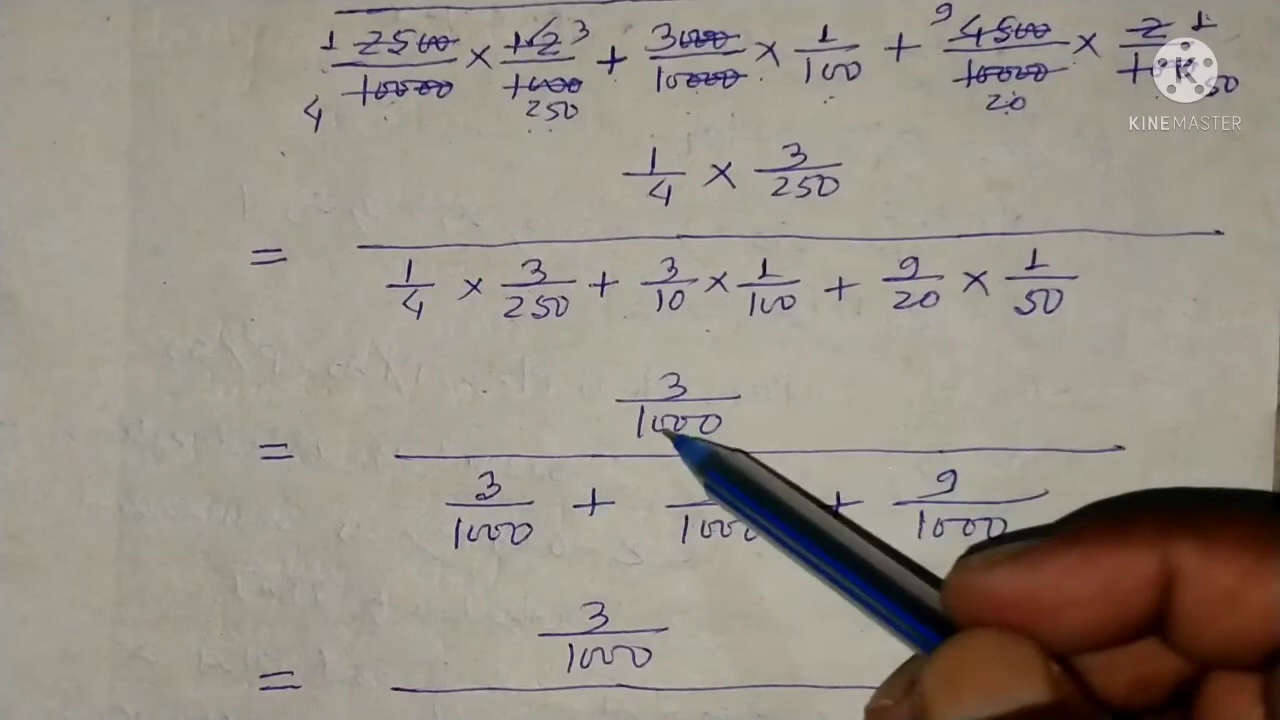 1 2500/10000 4 × 12 3/1000 250 + 3000/10000 × 1/100 + 9 4500/10000 20 × 2 1/ 50
KINEMASTER
1/4 × 3/250
= 1/4 × 3/250 + 3/10 × 1/100 + 9/20 × 1/50
3/1000
= 3/1000 + /1000 + 9/1000
3/1000
=